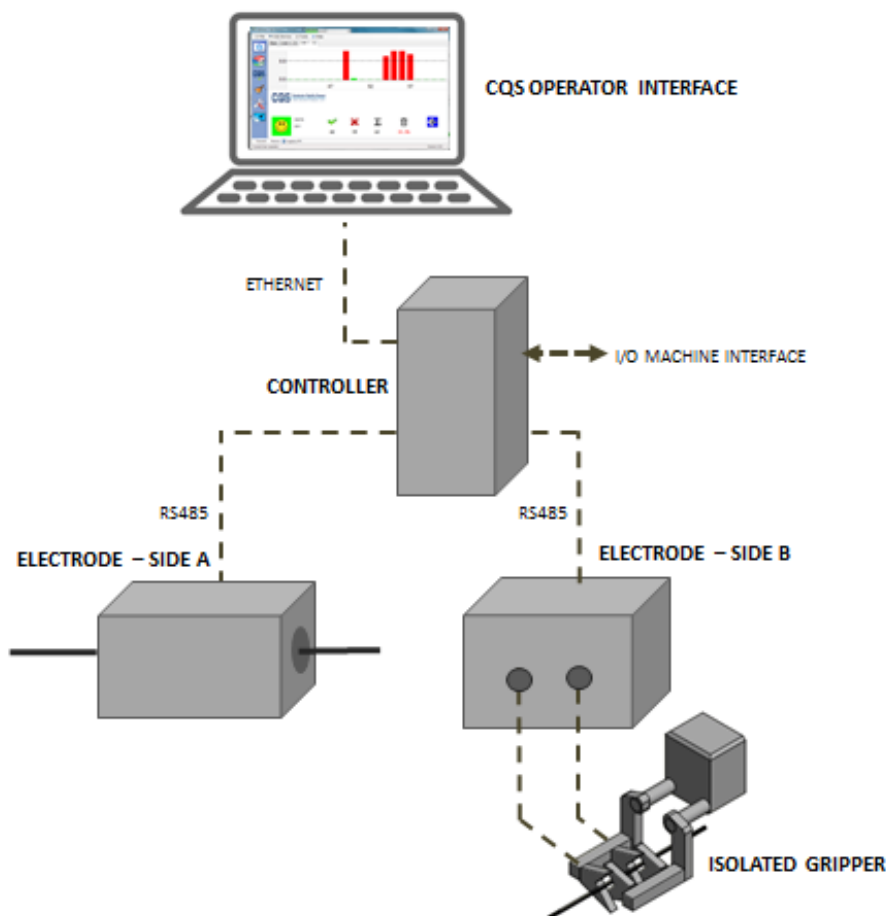 CQS
CQS OPERATOR INTERFACE
ETHERNET
I/O MACHINE INTERFACE
CONTROLLER
RS485
RS485
ELECTRODE – SIDE A
ELECTRODE – SIDE B
ISOLATED GRIPPER